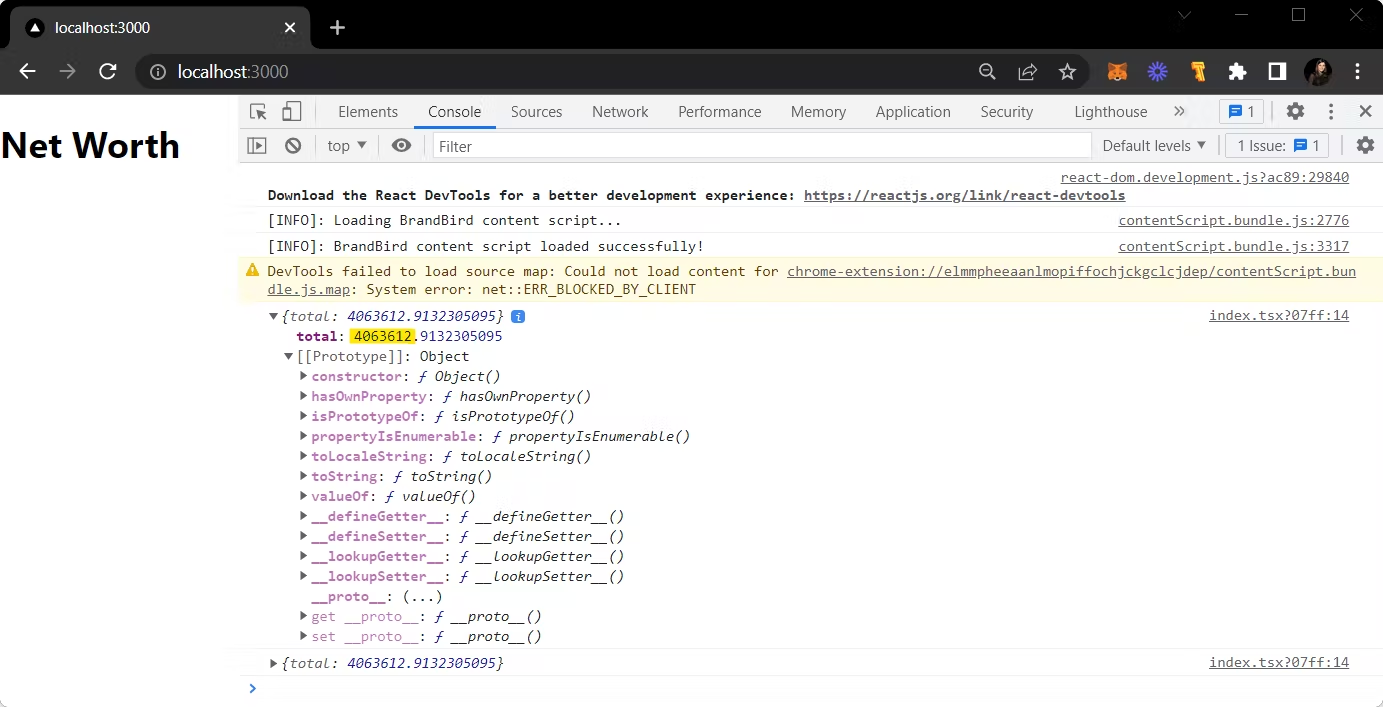 localhost:3000
localhost:3000
Elements Console Sources Network Performance Memory Application Security Lighthouse 1
Net Worth
top Filter Default levels 1 Issue: 1
react-dom.development.js?ac89:29840
Download the React DevTools for a better development experience: https://reactjs.org/link/react-devtools
[INFO]: Loading BrandBird content script... contentScript.bundle.js:2776
[INFO]: BrandBird content script loaded successfully! contentScript.bundle.js:3317
DevTools failed to load source map: Could not load content for chrome-extension://elmmpheeaanlmopiffochjckgclcjdep/contentScript.bun
dle.js.map: System error: net::ERR_BLOCKED_BY_CLIENT
{total: 4063612.9132305095} index.tsx?07ff:14
total: 4063612.9132305095
[[Prototype]]: Object
constructor: ƒ Object()
hasOwnProperty: ƒ hasOwnProperty()
isPrototypeOf: ƒ isPrototypeOf()
propertyIsEnumerable: ƒ propertyIsEnumerable()
toLocaleString: ƒ toLocaleString()
toString: ƒ toString()
valueOf: ƒ valueOf()
__defineGetter__: ƒ __defineGetter__()
__defineSetter__: ƒ __defineSetter__()
__lookupGetter__: ƒ __lookupGetter__()
__lookupSetter__: ƒ __lookupSetter__()
__proto__: (...)
get __proto__: ƒ __proto__()
set __proto__: ƒ __proto__()
{total: 4063612.9132305095} index.tsx?07ff:14